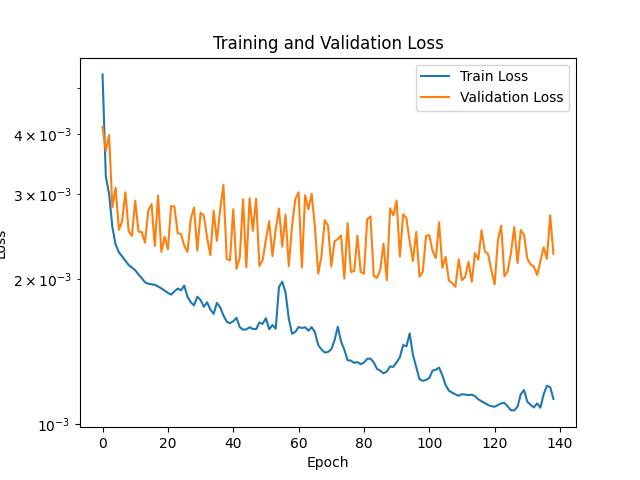 Training and Validation Loss
Train Loss
Validation Loss
4 × 10⁻³
3 × 10⁻³
2 × 10⁻³
10⁻³
Loss
0 20 40 60 80 100 120 140
Epoch